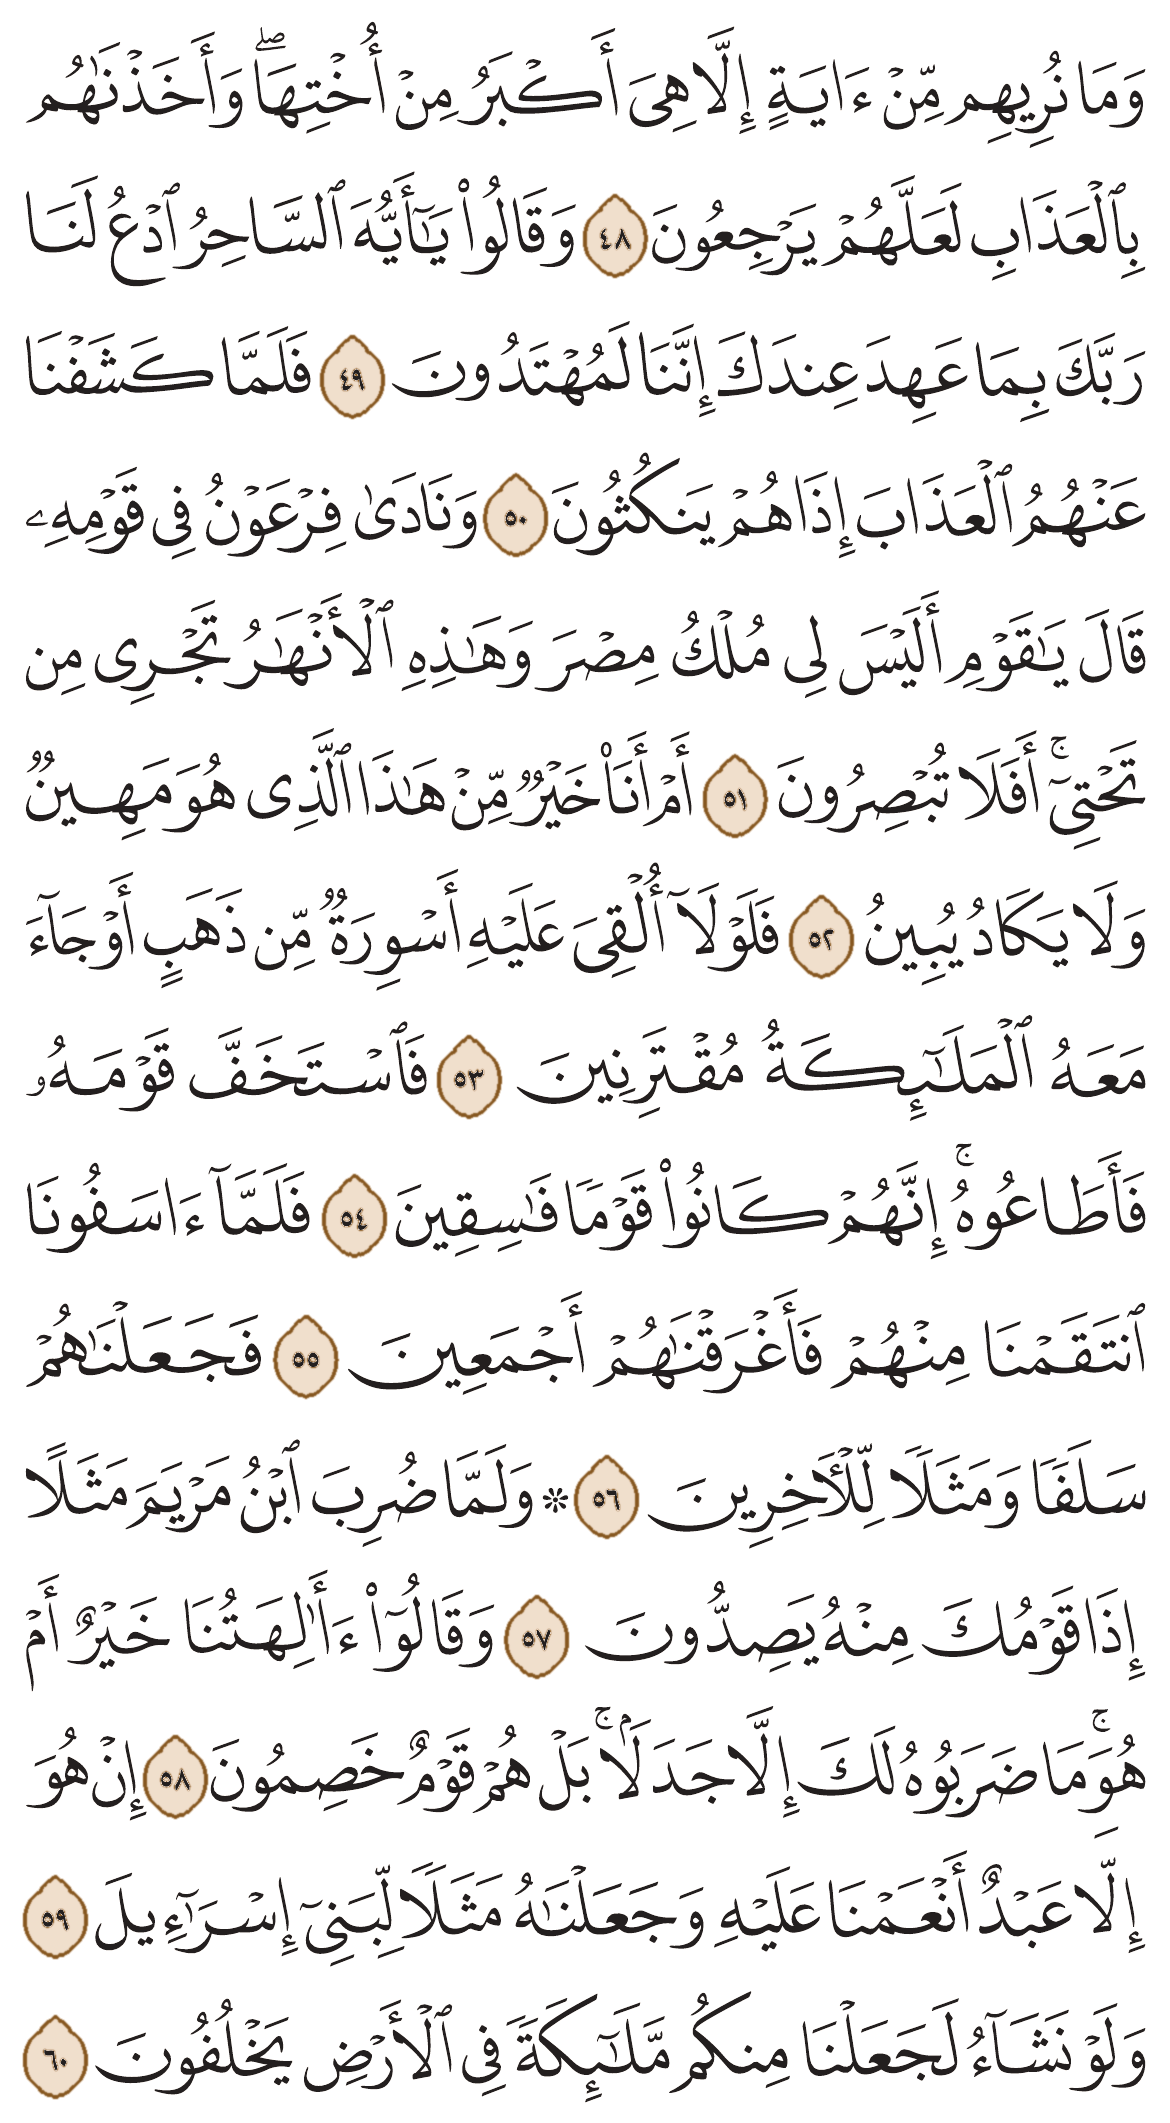 وَمَا نُرِيهِم مِّنۡ ءَايَةٍ إِلَّا هِيَ أَكۡبَرُ مِنۡ أُخۡتِهَاۖ وَأَخَذۡنَٰهُم
بِٱلۡعَذَابِ لَعَلَّهُمۡ يَرۡجِعُونَ ٤٨ وَقَالُواْ يَٰٓأَيُّهَ ٱلسَّاحِرُ ٱدۡعُ لَنَا
رَبَّكَ بِمَا عَهِدَ عِندَكَ إِنَّنَا لَمُهۡتَدُونَ ٤٩ فَلَمَّا كَشَفۡنَا
عَنۡهُمُ ٱلۡعَذَابَ إِذَا هُمۡ يَنكُثُونَ ٥٠ وَنَادَىٰ فِرۡعَوۡنُ فِي قَوۡمِهِۦ
قَالَ يَٰقَوۡمِ أَلَيۡسَ لِي مُلۡكُ مِصۡرَ وَهَٰذِهِ ٱلۡأَنۡهَٰرُ تَجۡرِي مِن
تَحۡتِيٓۚ أَفَلَا تُبۡصِرُونَ ٥١ أَمۡ أَنَا۠ خَيۡرٞ مِّنۡ هَٰذَا ٱلَّذِي هُوَ مَهِينٞ
وَلَا يَكَادُ يُبِينُ ٥٢ فَلَوۡلَآ أُلۡقِيَ عَلَيۡهِ أَسۡوِرَةٞ مِّن ذَهَبٍ أَوۡ جَآءَ
مَعَهُ ٱلۡمَلَٰٓئِكَةُ مُقۡتَرِنِينَ ٥٣ فَٱسۡتَخَفَّ قَوۡمَهُۥ
فَأَطَاعُوهُۚ إِنَّهُمۡ كَانُواْ قَوۡمٗا فَٰسِقِينَ ٥٤ فَلَمَّآ ءَاسَفُونَا
ٱنتَقَمۡنَا مِنۡهُمۡ فَأَغۡرَقۡنَٰهُمۡ أَجۡمَعِينَ ٥٥ فَجَعَلۡنَٰهُمۡ
سَلَفٗا وَمَثَلٗا لِّلۡأٓخِرِينَ ٥٦ ۞ وَلَمَّا ضُرِبَ ٱبۡنُ مَرۡيَمَ مَثَلًا
إِذَا قَوۡمُكَ مِنۡهُ يَصِدُّونَ ٥٧ وَقَالُوٓاْ ءَأَٰلِهَتُنَا خَيۡرٌ أَمۡ
هُوَۚ مَا ضَرَبُوهُ لَكَ إِلَّا جَدَلَۢاۚ بَلۡ هُمۡ قَوۡمٌ خَصِمُونَ ٥٨ إِنۡ هُوَ
إِلَّا عَبۡدٌ أَنۡعَمۡنَا عَلَيۡهِ وَجَعَلۡنَٰهُ مَثَلٗا لِّبَنِيٓ إِسۡرَٰٓءِيلَ ٥٩
وَلَوۡ نَشَآءُ لَجَعَلۡنَا مِنكُم مَّلَٰٓئِكَةٗ فِي ٱلۡأَرۡضِ يَخۡلُفُونَ ٦٠